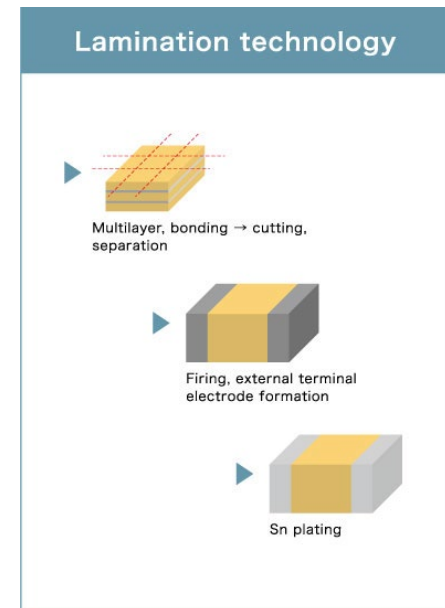 Lamination technology
Multilayer, bonding → cutting,
separation
Firing, external terminal
electrode formation
Sn plating